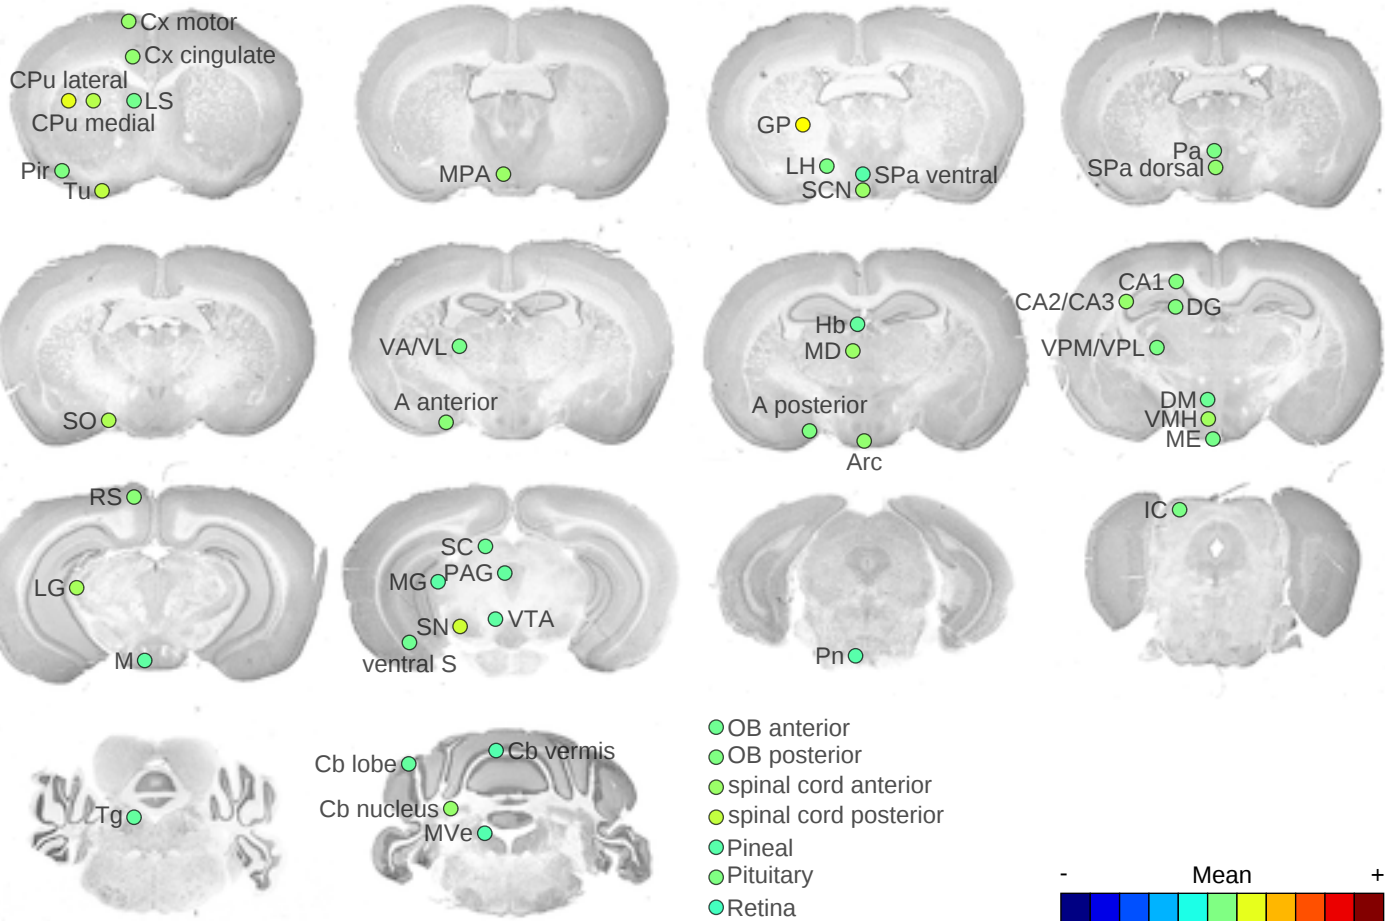 Cx motor
Cx cingulate
CPu lateral
LS
CPu medial
Pir
Tu
MPA
GP
LH
SPa ventral
SCN
Pa
SPa dorsal
SO
VA/VL
A anterior
Hb
MD
A posterior
Arc
CA1
CA2/CA3
DG
VPM/VPL
DM
VMH
ME
RS
LG
M
SC
PAG
MG
VTA
SN
ventral S
Pn
IC
Tg
Cb vermis
Cb lobe
Cb nucleus
MVe
OB anterior
OB posterior
spinal cord anterior
spinal cord posterior
Pineal
Pituitary
Retina
- Mean +